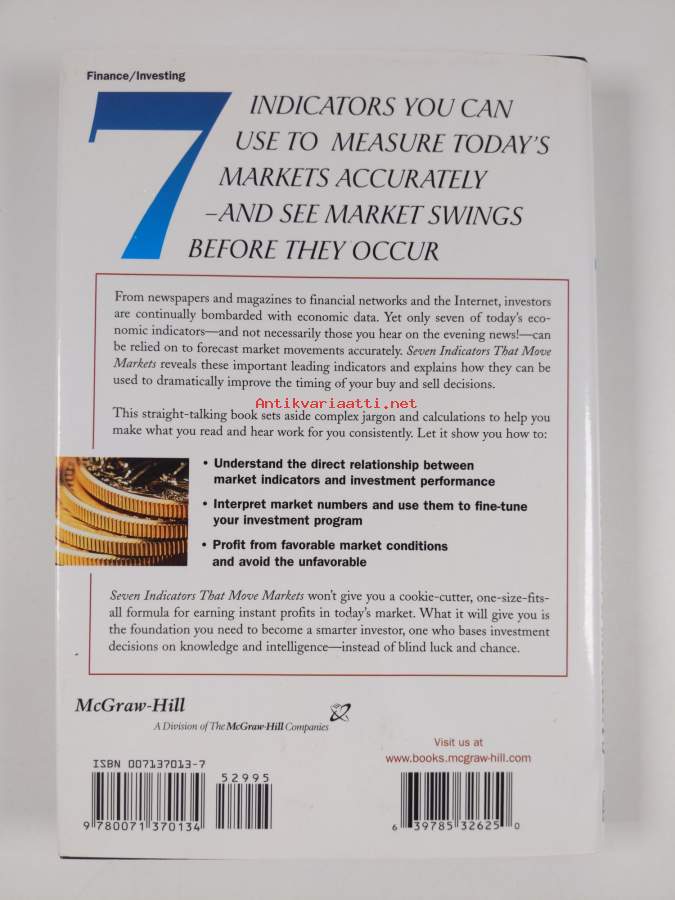 Finance/Investing
7
INDICATORS YOU CAN
USE TO MEASURE TODAY'S
MARKETS ACCURATELY
–AND SEE MARKET SWINGS
BEFORE THEY OCCUR
From newspapers and magazines to financial networks and the Internet, investors
are continually bombarded with economic data. Yet only seven of today's eco-
nomic indicators—and not necessarily those you hear on the evening news!—can
be relied on to forecast market movements accurately. Seven Indicators That Move
Markets reveals these important leading indicators and explains how they can be
used to dramatically improve the timing of your buy and sell decisions.
Antikvariaatti.net
This straight-talking book sets aside complex jargon and calculations to help you
make what you read and hear work for you consistently. Let it show you how to:
• Understand the direct relationship between
market indicators and investment performance
• Interpret market numbers and use them to fine-tune
your investment program
• Profit from favorable market conditions
and avoid the unfavorable
Seven Indicators That Move Markets won't give you a cookie-cutter, one-size-fits-
all formula for earning instant profits in today's market. What it will give you is
the foundation you need to become a smarter investor, one who bases investment
decisions on knowledge and intelligence—instead of blind luck and chance.
McGraw-Hill
A Division of The McGraw-Hill Companies
Visit us at
www.books.mcgraw-hill.com
ISBN 007137013-7
52995
9 780071 370134
6 39785 32625 0